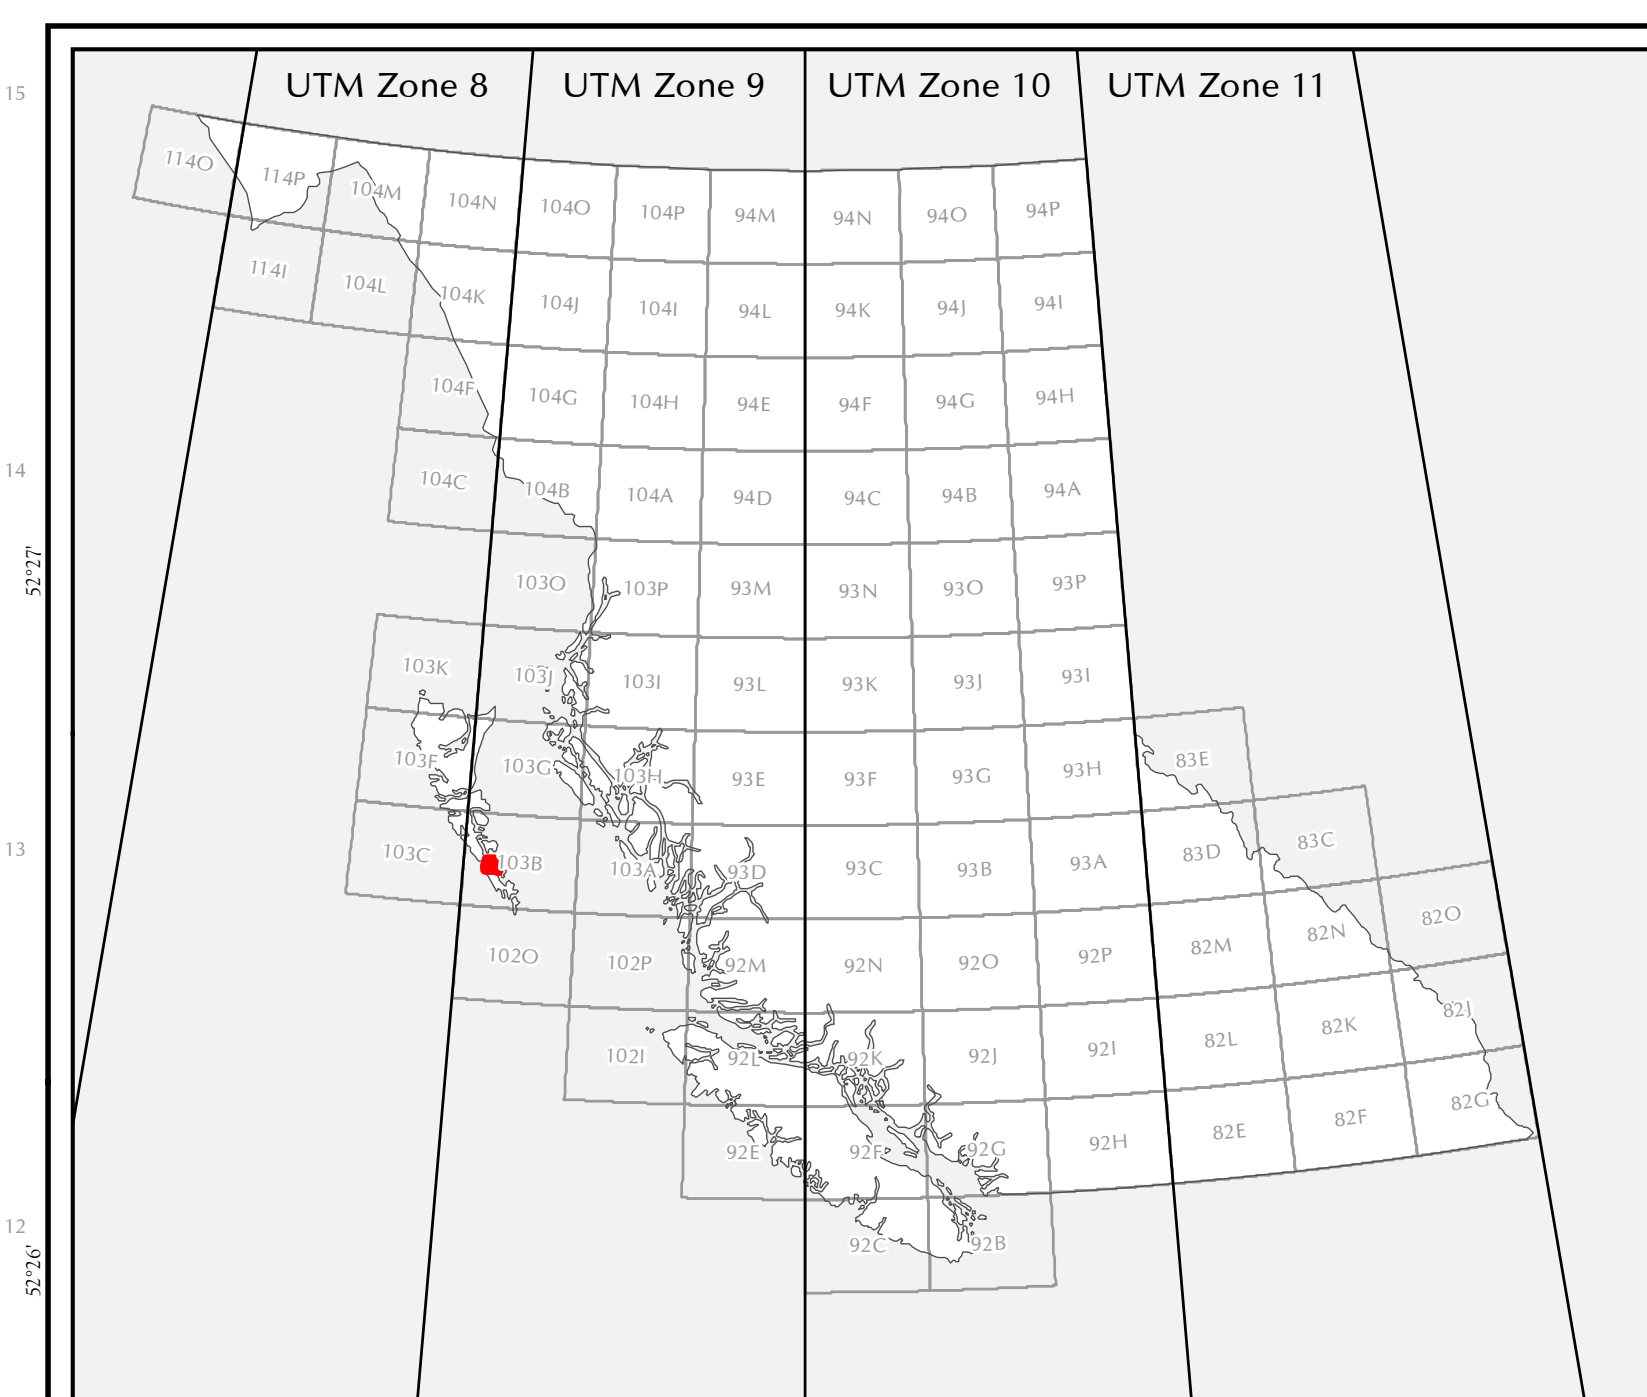 UTM Zone 8 UTM Zone 9 UTM Zone 10 UTM Zone 11
15
114O 114P 104M 104N 104O 104P 94M 94N 94O 94P
114I 104L 104K 104J 104I 94L 94K 94J 94I
104F 104G 104H 94E 94F 94G 94H
14
104C 104B 104A 94D 94C 94B 94A
52°27'
103O 103P 93M 93N 93O 93P
103K 103J 103I 93L 93K 93J 93I
103F 103G 103H 93E 93F 93G 93H 83E
13
103C 103B 103A 93D 93C 93B 93A 83D 83C
102O 102P 92M 92N 92O 92P 82M 82N 82O
102I 92L 92K 92J 92I 82L 82K 82J
92E 92F 92G 92H 82E 82F 82G
12
92C 92B
52°26'